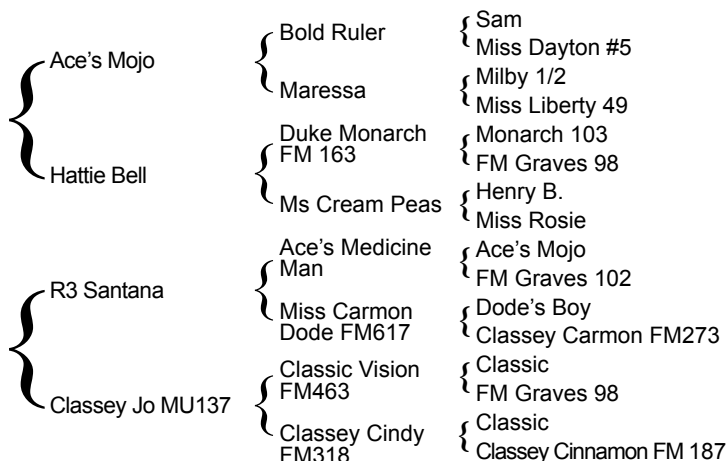 Ace's Mojo
Bold Ruler
Sam
Miss Dayton #5
Maressa
Milby 1/2
Miss Liberty 49
Hattie Bell
Duke Monarch
FM 163
Monarch 103
FM Graves 98
Ms Cream Peas
Henry B.
Miss Rosie
R3 Santana
Ace's Medicine
Man
Ace's Mojo
FM Graves 102
Miss Carmon
Dode FM617
Dode's Boy
Classey Carmon FM273
Classey Jo MU137
Classic Vision
FM463
Classic
FM Graves 98
Classey Cindy
FM318
Classic
Classey Cinnamon FM 187